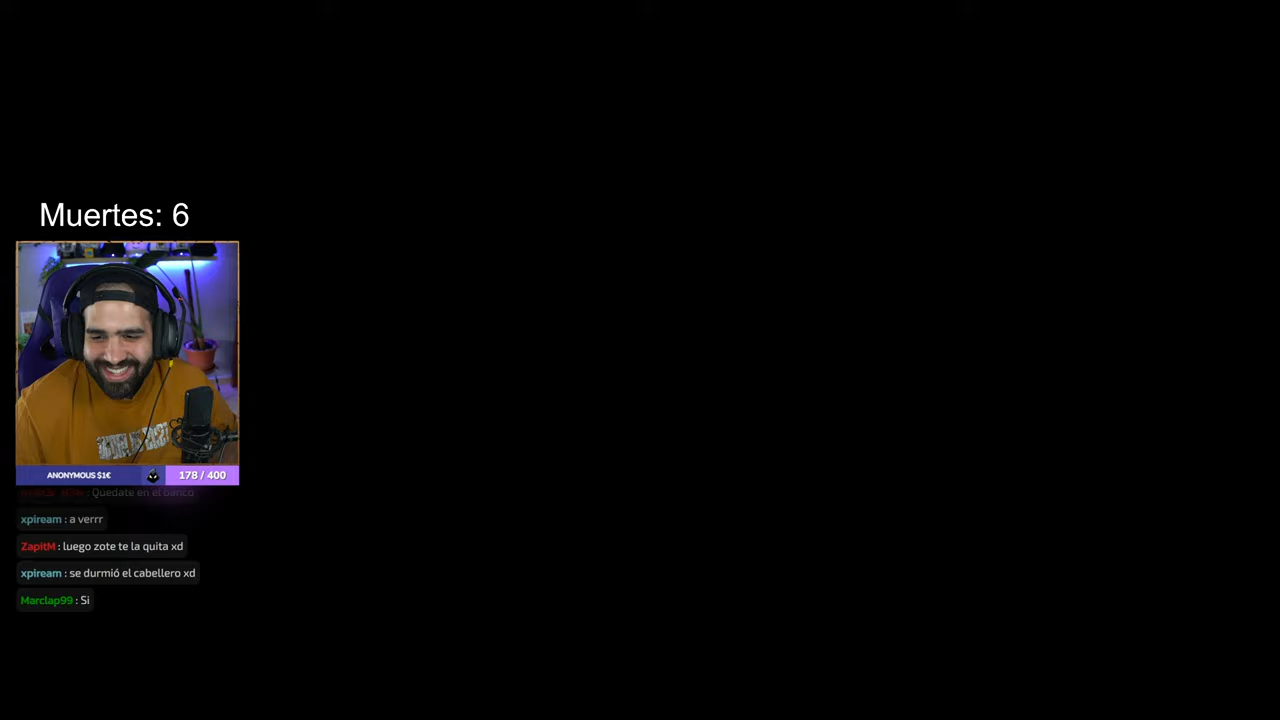 Muertes: 6
ANONYMOUS $1€ 178 / 400
: Quedate en el banco
xpiream : a verrr
ZapitM : luego zote te la quita xd
xpiream : se durmió el cabellero xd
Marclap99 : Si